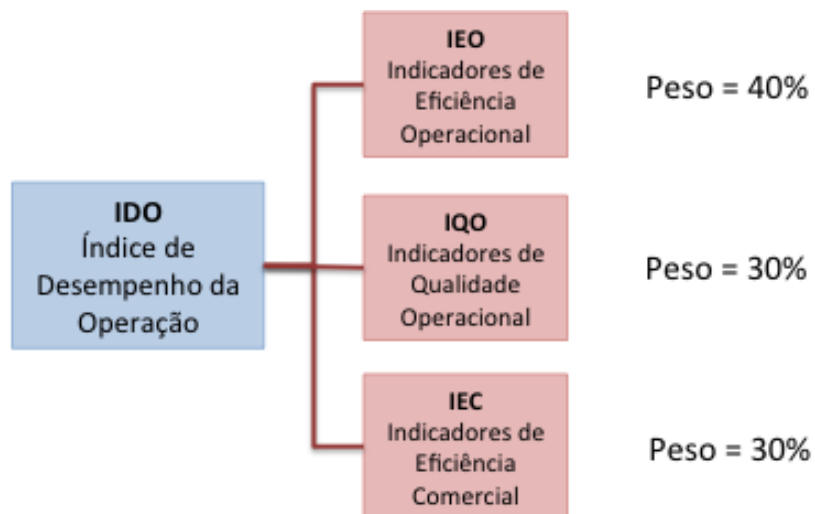 IEO
Indicadores de
Eficiência
Operacional
Peso = 40%
IDO
Índice de
Desempenho da
Operação
IQO
Indicadores de
Qualidade
Operacional
Peso = 30%
IEC
Indicadores de
Eficiência
Comercial
Peso = 30%